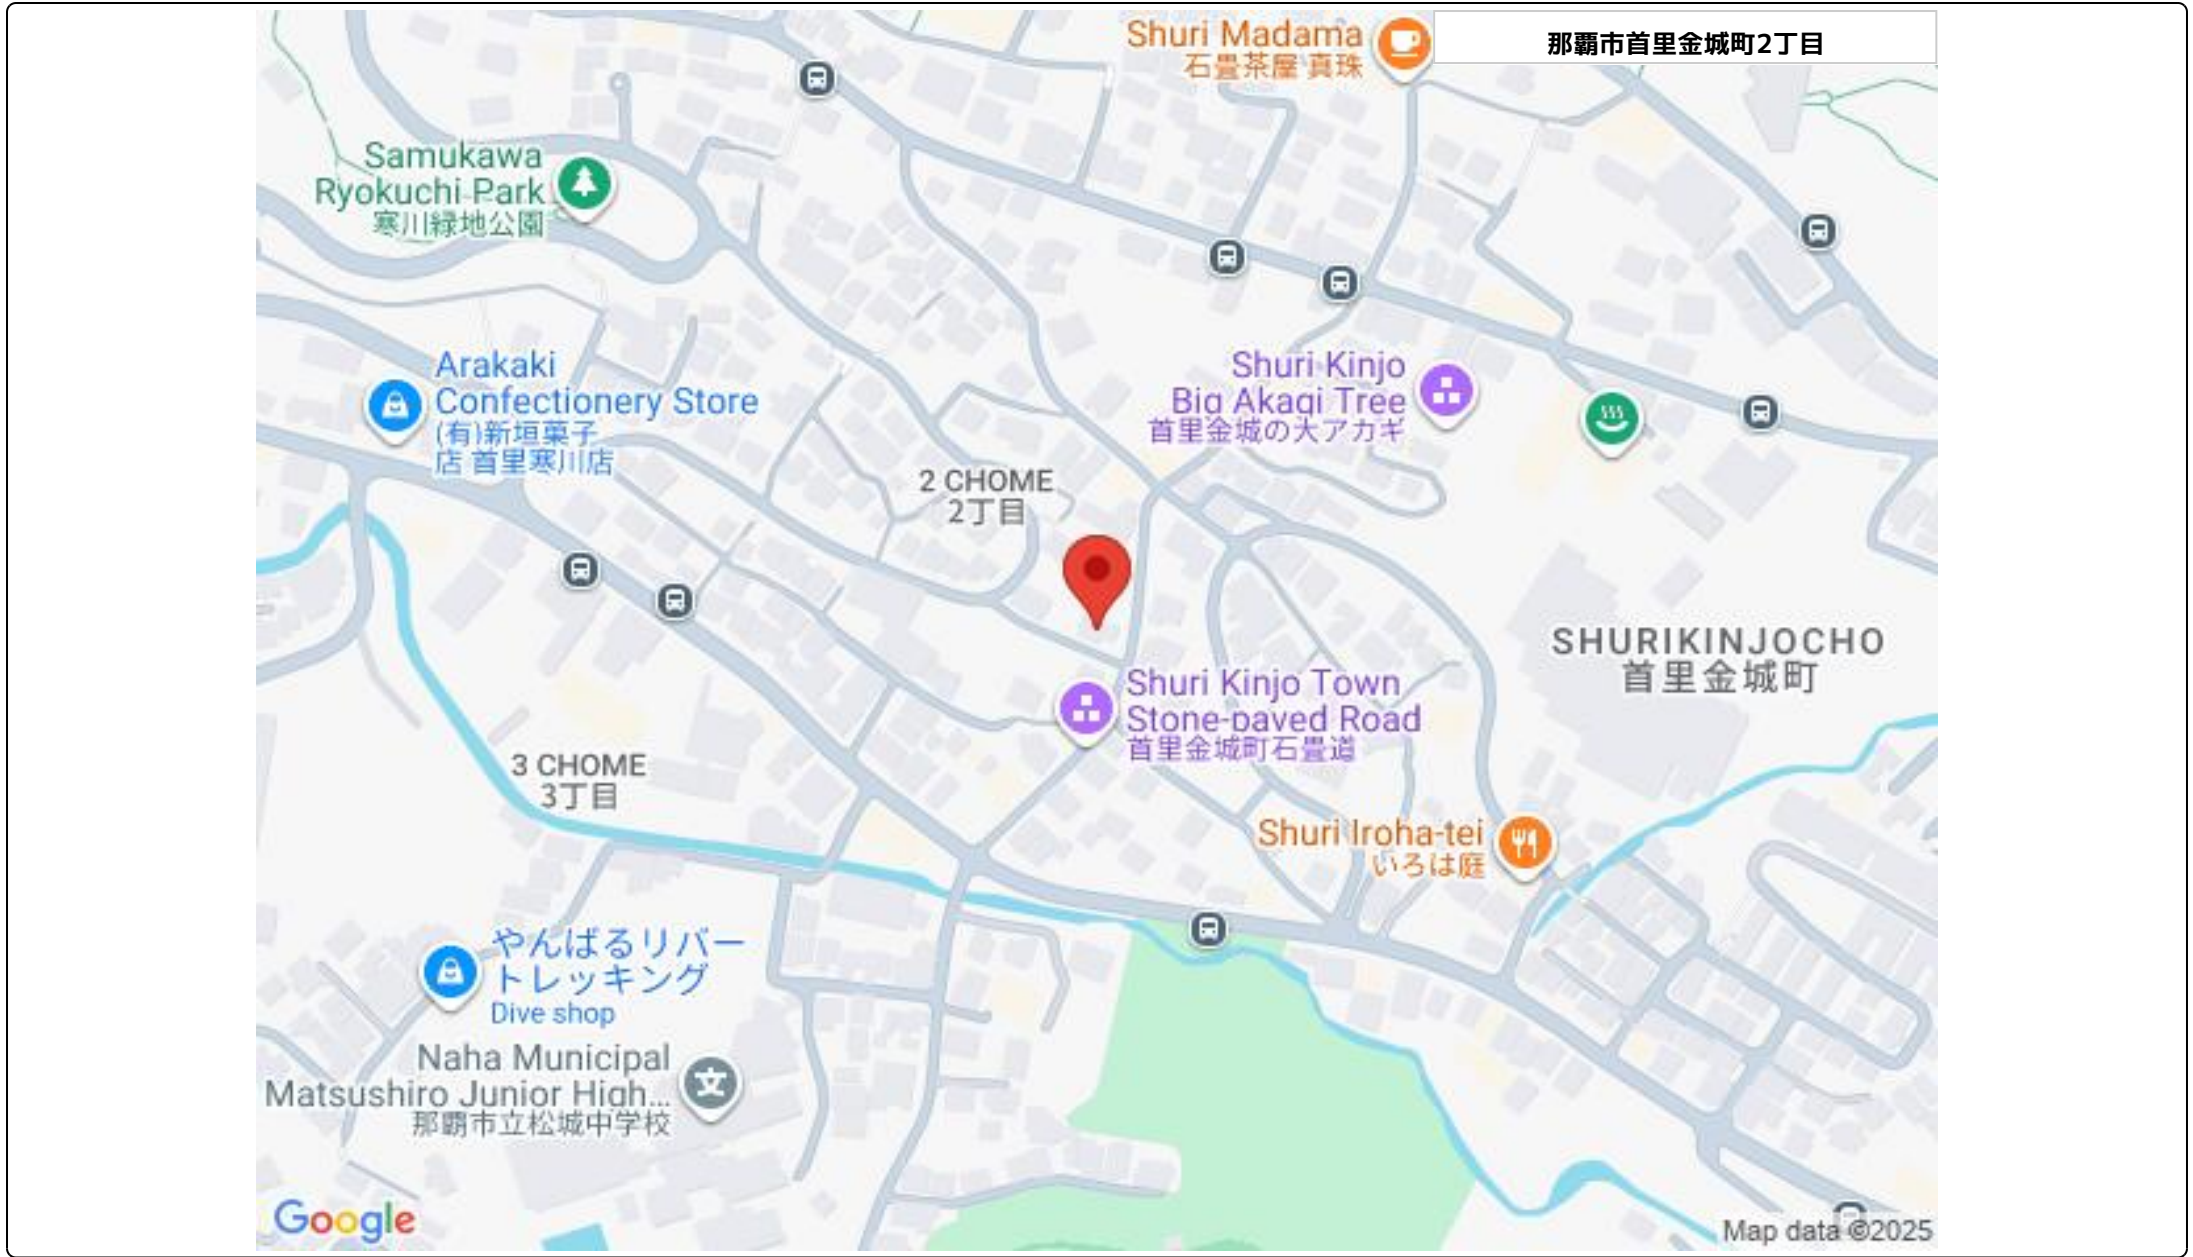 Shuri Madama
石畳茶屋 真珠
那覇市首里金城町2丁目
Samukawa
Ryokuchi Park
寒川緑地公園
Arakaki
Confectionery Store
(有)新垣菓子
店 首里寒川店
Shuri Kinjo
Big Akagi Tree
首里金城の大アカギ
2 CHOME
2丁目
SHURIKINJOCHO
首里金城町
Shuri Kinjo Town
Stone-paved Road
首里金城町石畳道
3 CHOME
3丁目
Shuri Iroha-tei
いろは庭
やんばるリバー
トレッキング
Dive shop
Naha Municipal
Matsushiro Junior High...
那覇市立松城中学校
文
Google
Map data ©2025